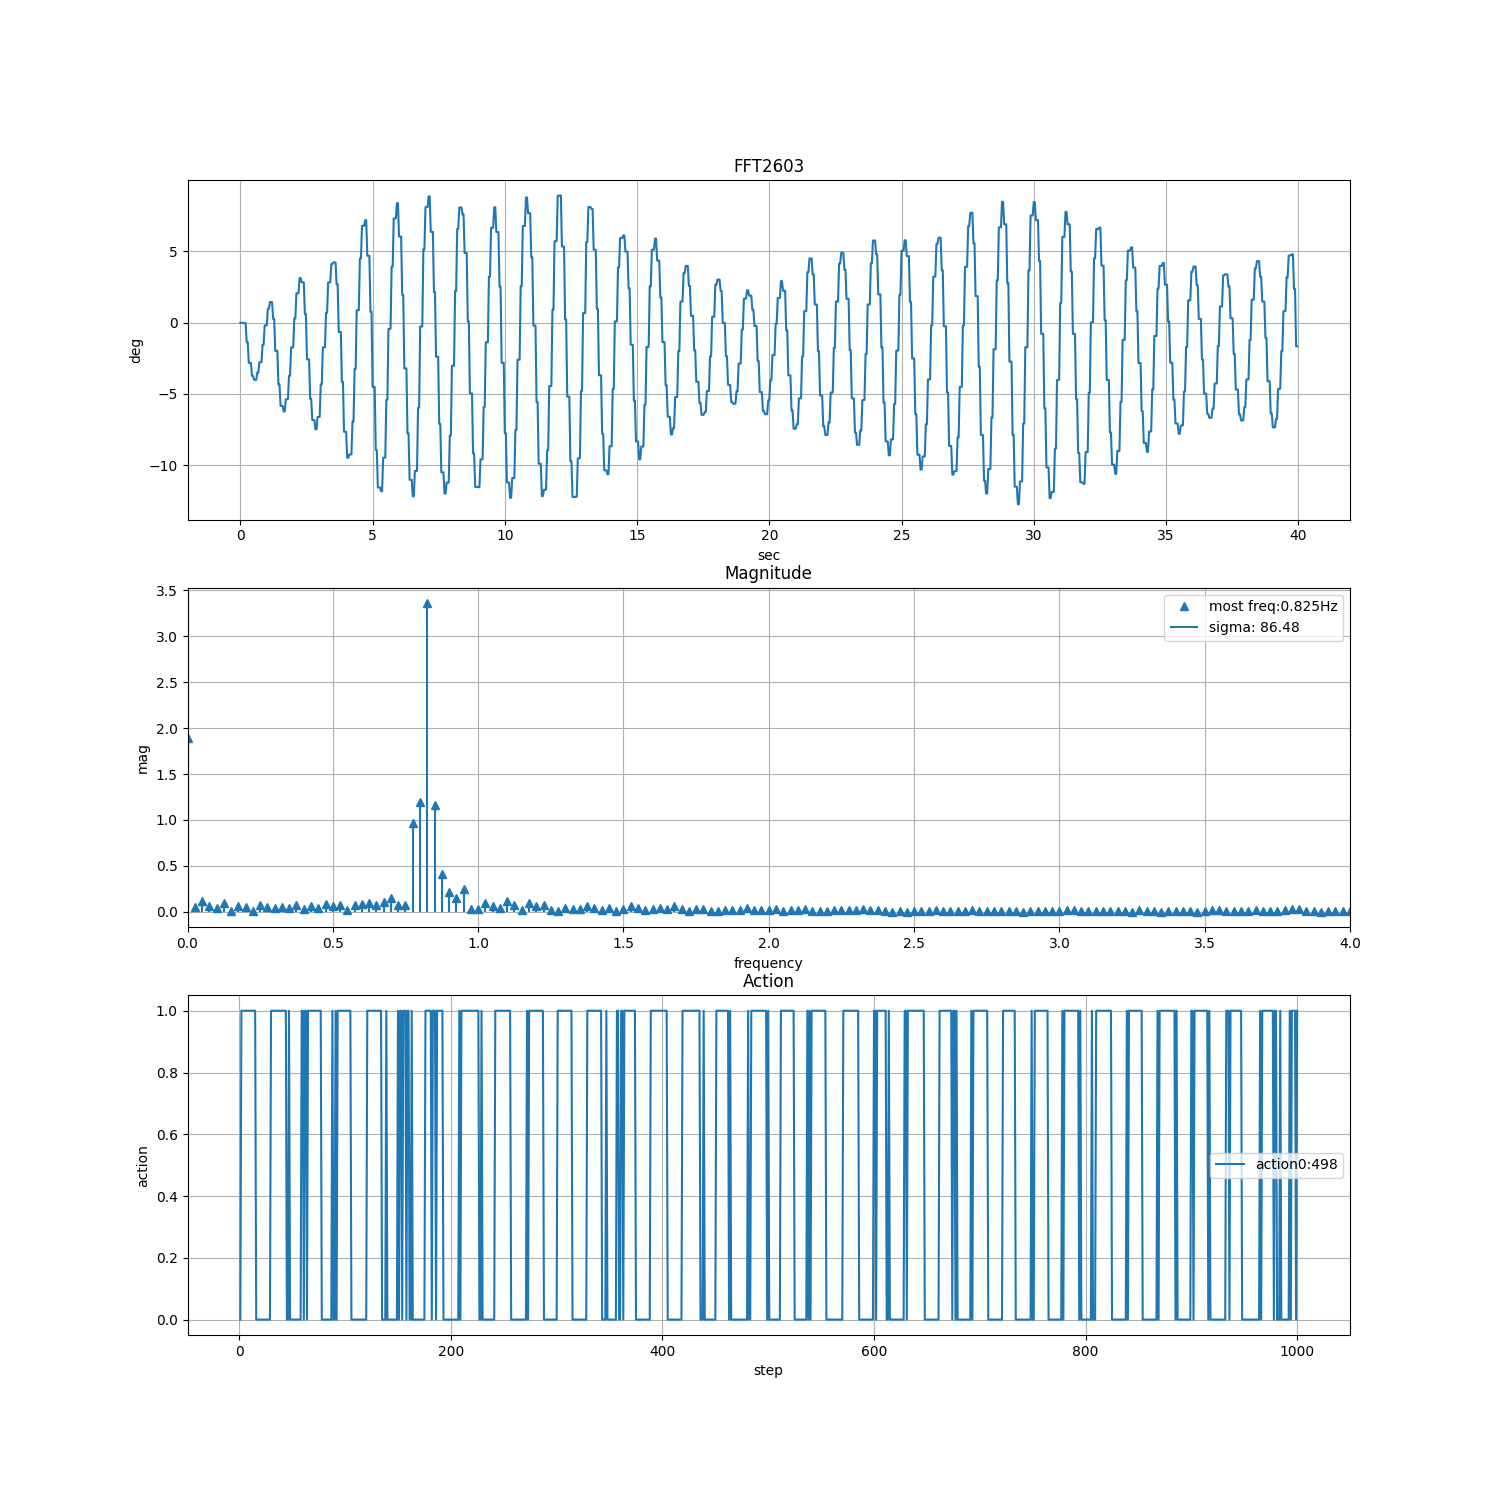 FFT2603
5
0
−5
−10
deg
0 5 10 15 20 25 30 35 40
sec
Magnitude
3.5
3.0
2.5
2.0
1.5
1.0
0.5
0.0
mag
most freq:0.825Hz
sigma: 86.48
0.0 0.5 1.0 1.5 2.0 2.5 3.0 3.5 4.0
frequency
Action
1.0
0.8
0.6
0.4
0.2
0.0
action
action0:498
0 200 400 600 800 1000
step